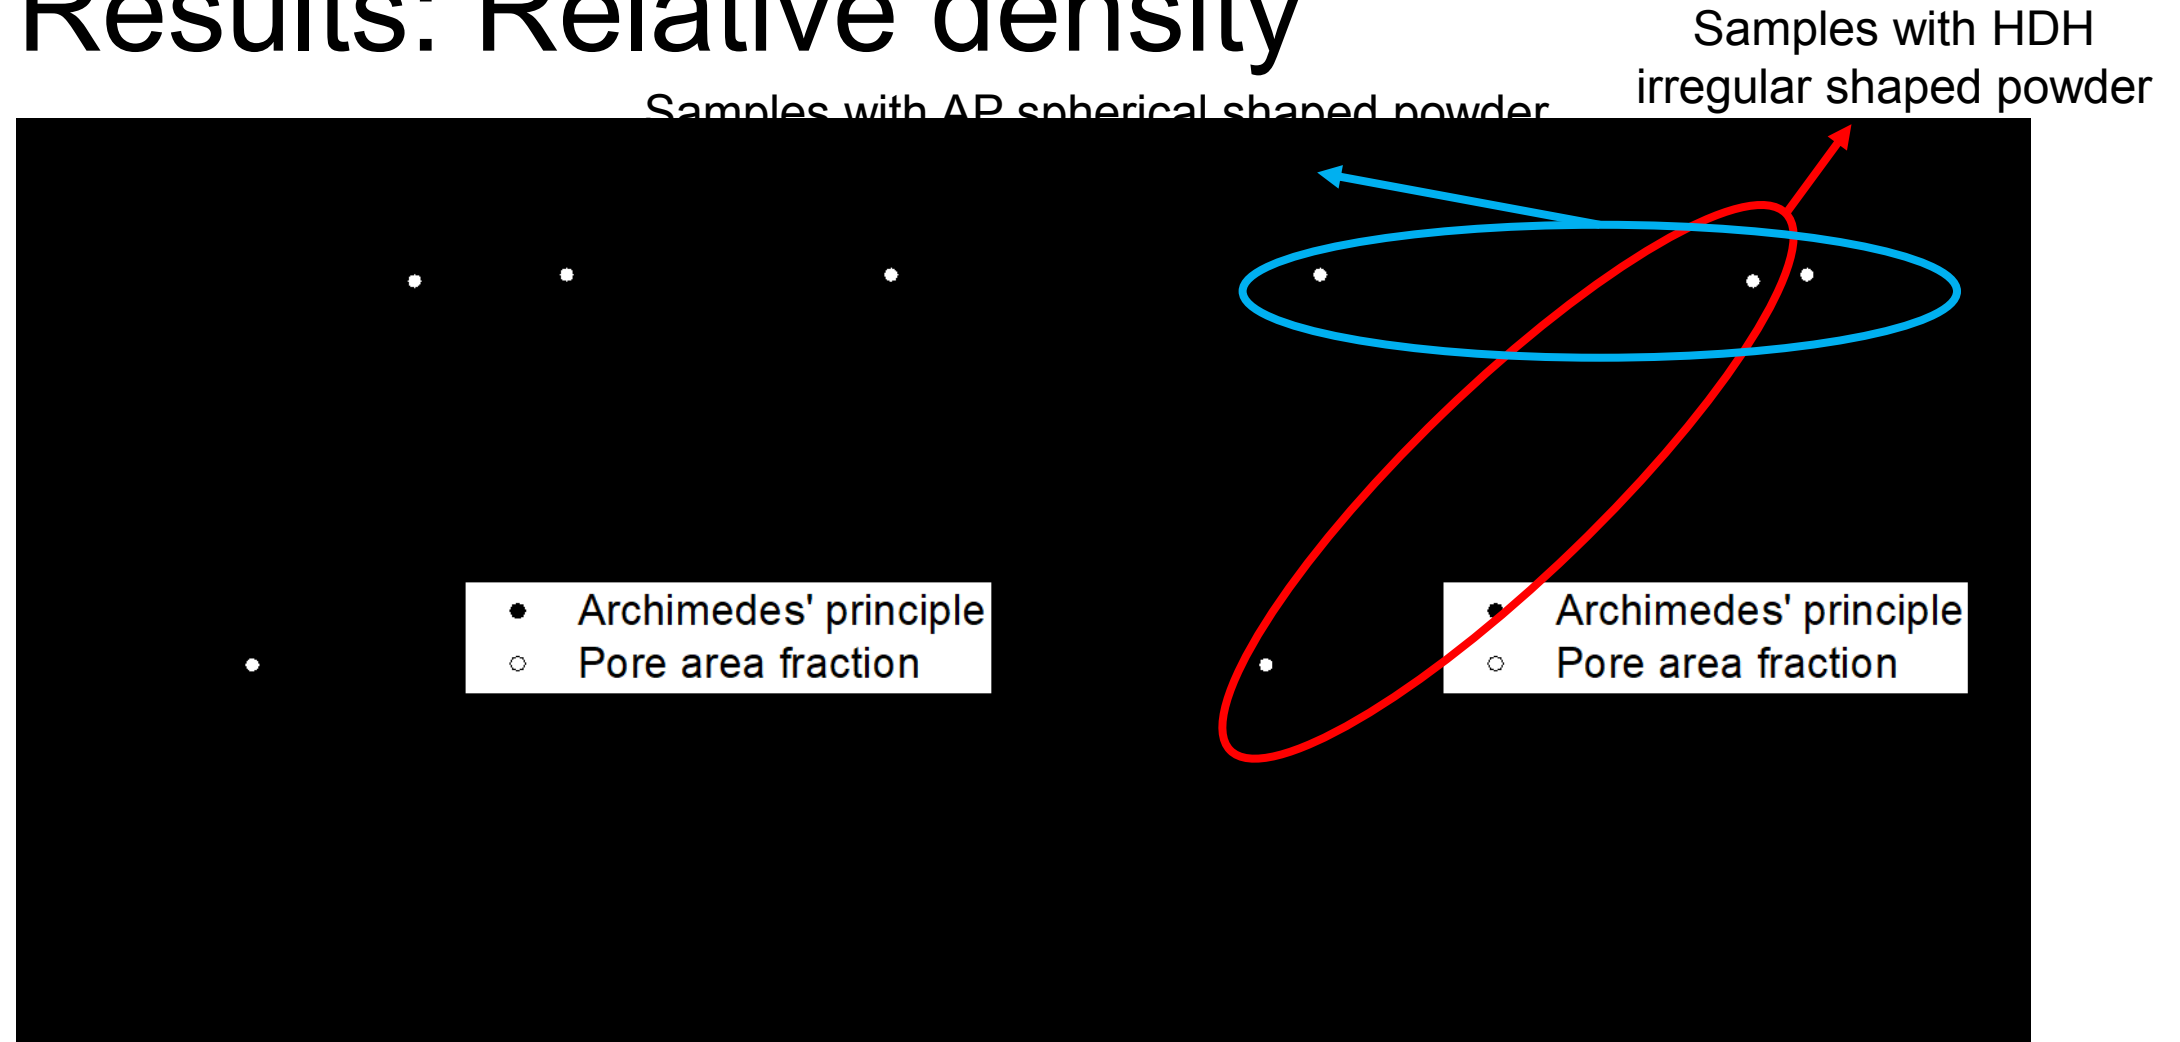 Results: Relative density
Samples with HDH
irregular shaped powder
Samples with AP spherical shaped powder
Archimedes' principle
Pore area fraction
Archimedes' principle
Pore area fraction